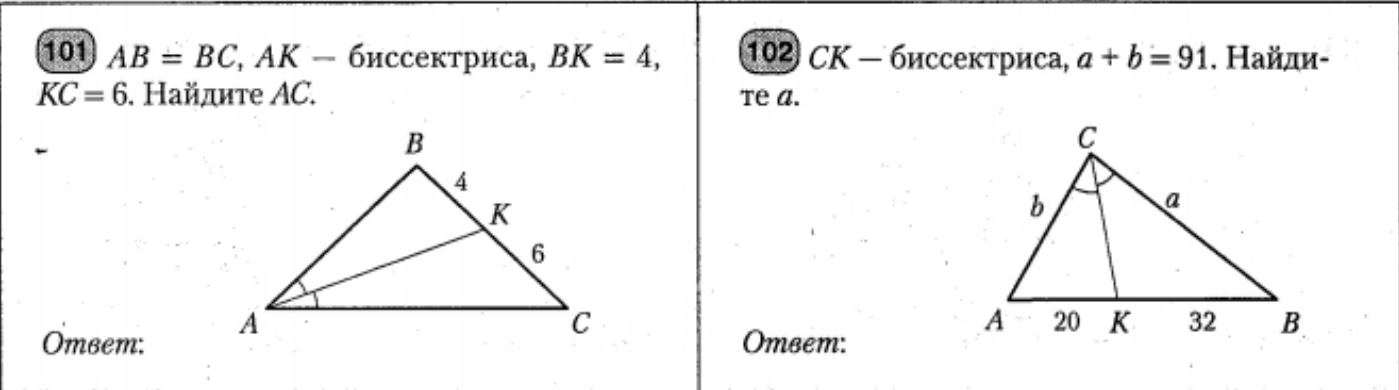 101 AB = BC, AK — биссектриса, BK = 4,
KC = 6. Найдите AC.
B
4
K
6
A
C
Ответ:
102 CK — биссектриса, a + b = 91. Найди-
те a.
C
b
a
A 20 K 32 B
Ответ: